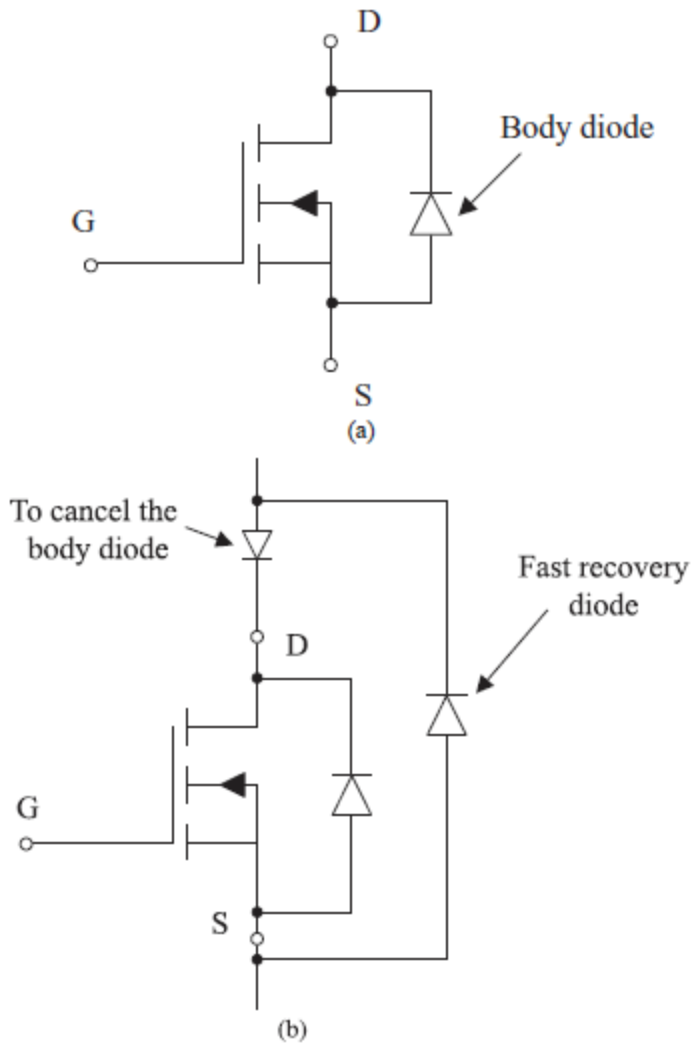 D
Body diode
G
S
(a)
To cancel the
body diode
Fast recovery
diode
D
G
S
(b)